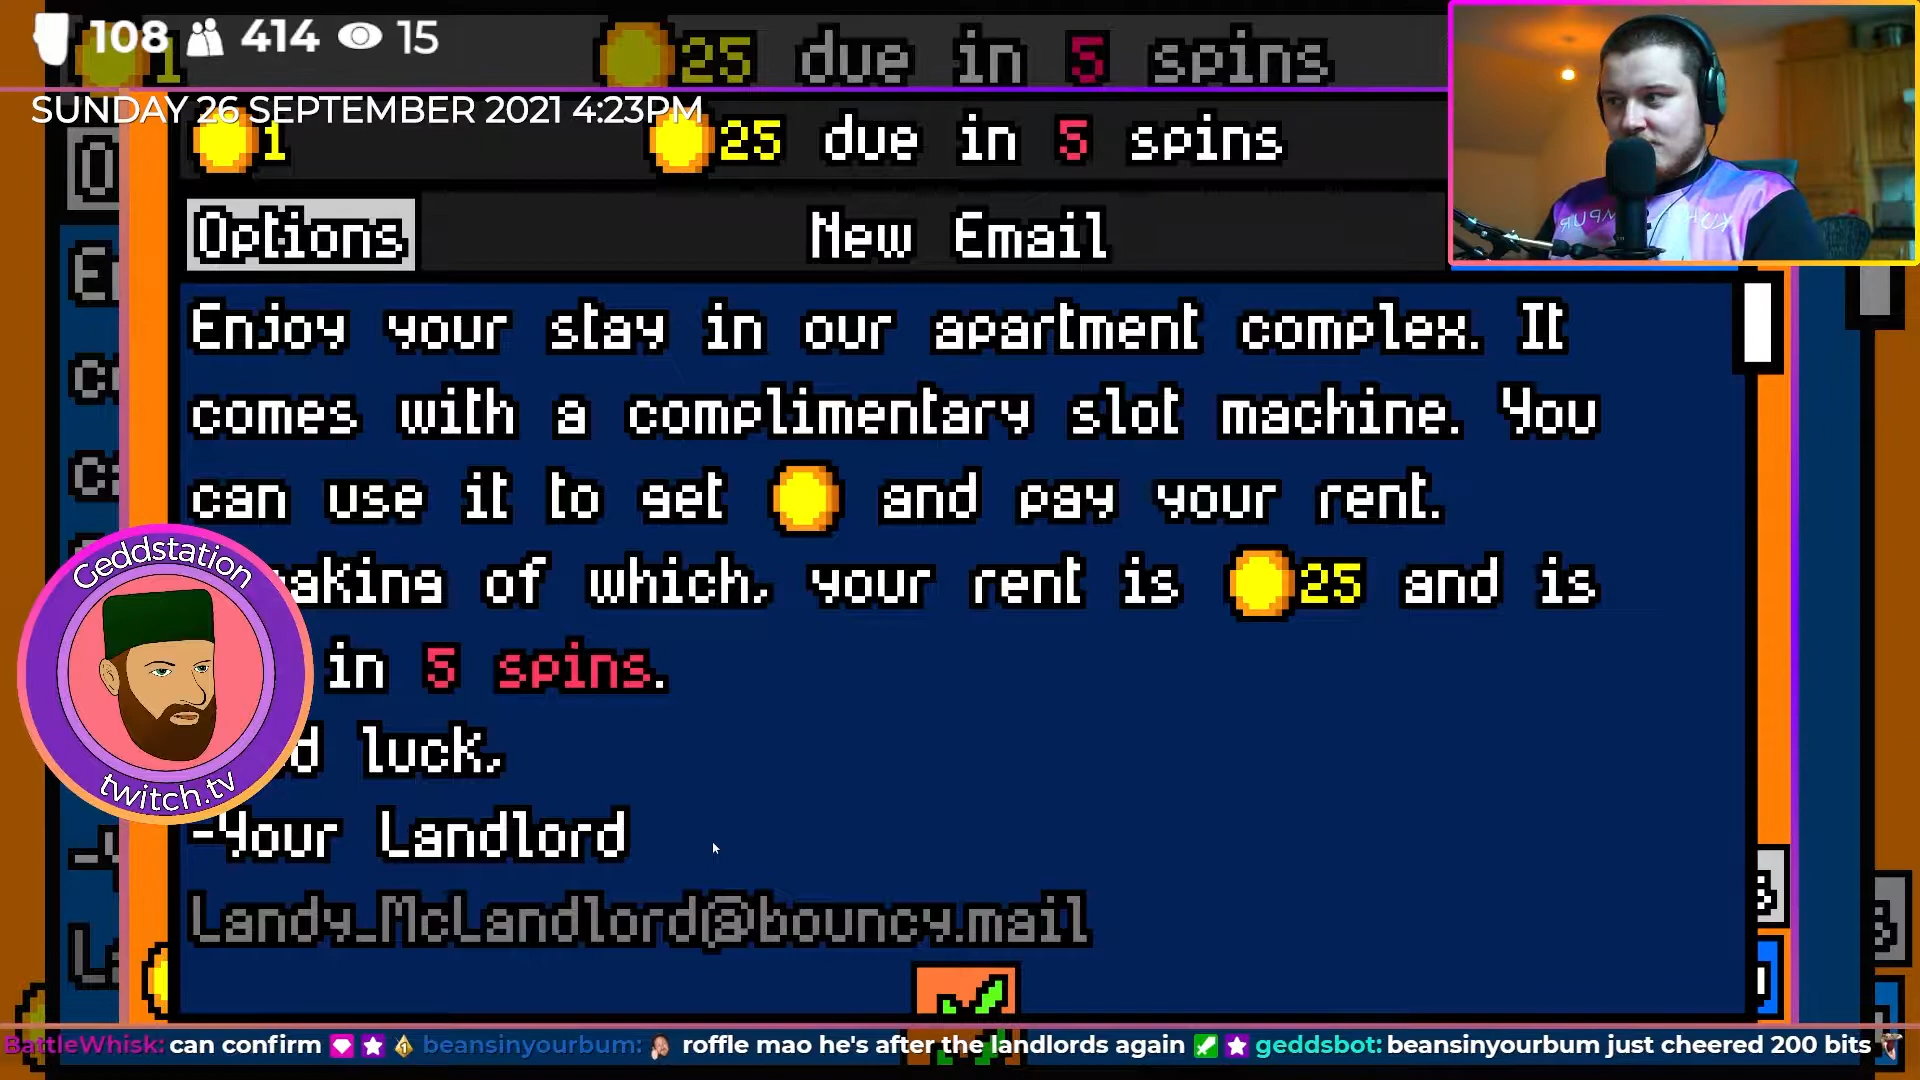 108 414 15
1 25 due in 5 spins
SUNDAY 26 SEPTEMBER 2021 4:23PM
1 25 due in 5 spins
Options New Email
Enjoy your stay in our apartment complex. It
comes with a complimentary slot machine. You
can use it to get and pay your rent.
aking of which, your rent is 25 and is
in 5 spins.
d luck,
-Your Landlord
Landy_McLandlord@bouncy.mail
Geddstation
twitch.tv
BattleWhisk: can confirm beansinyourbum: roffle mao he's after the landlords again geddsbot: beansinyourbum just cheered 200 bits